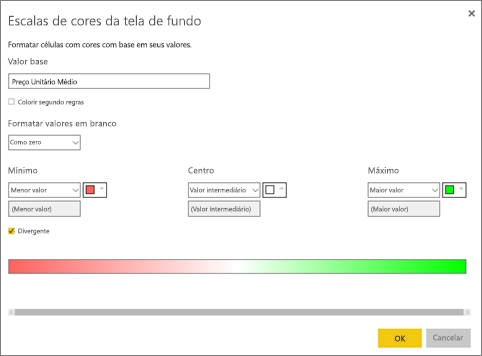 Escalas de cores da tela de fundo
Formatar células com cores com base em seus valores.
Valor base
Preço Unitário Médio
Colorir segundo regras
Formatar valores em branco
Como zero
Mínimo Centro Máximo
Menor valor Valor intermediário Maior valor
(Menor valor) (Valor intermediário) (Maior valor)
Divergente
OK Cancelar